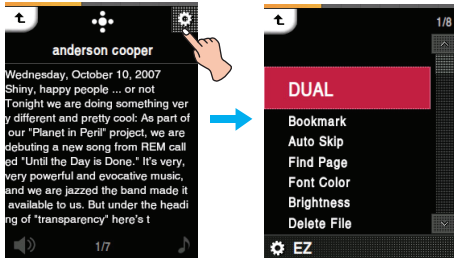 anderson cooper
Wednesday, October 10, 2007
Shiny, happy people ... or not
Tonight we are doing something ver
y different and pretty cool: As part of
our "Planet in Peril" project, we are
debuting a new song from REM call
ed "Until the Day is Done." It's very,
very powerful and evocative music,
and we are jazzed the band made it
available to us. But under the headi
ng of "transparency" here's t
1/7
1/8
DUAL
Bookmark
Auto Skip
Find Page
Font Color
Brightness
Delete File
EZ